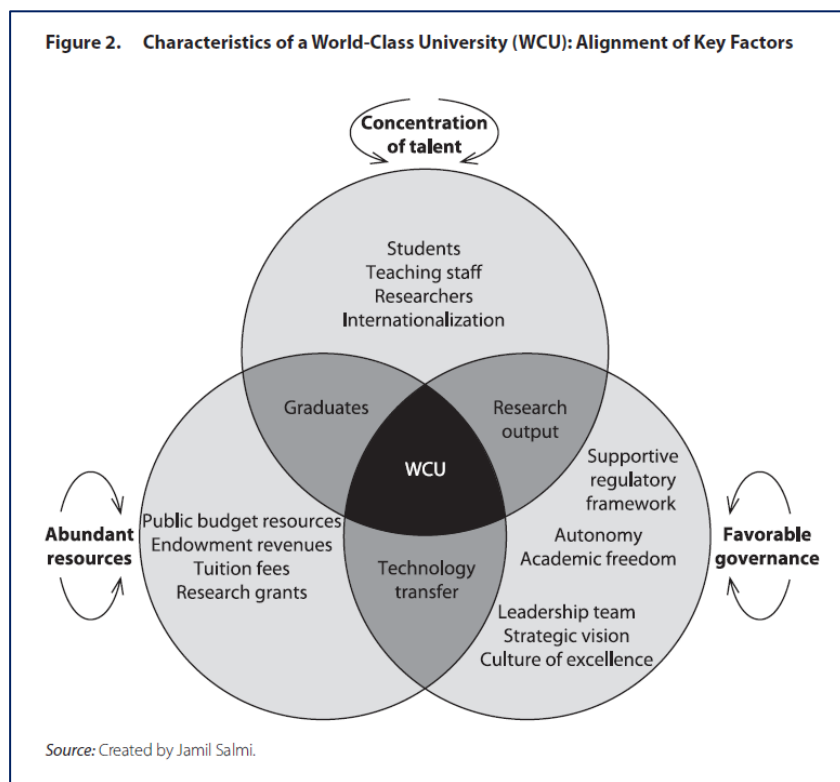 Figure 2. Characteristics of a World-Class University (WCU): Alignment of Key Factors
Concentration
of talent
Students
Teaching staff
Researchers
Internationalization
Graduates
Research
output
WCU
Supportive
regulatory
framework
Abundant
resources
Public budget resources
Endowment revenues
Tuition fees
Research grants
Technology
transfer
Autonomy
Academic freedom
Favorable
governance
Leadership team
Strategic vision
Culture of excellence
Source: Created by Jamil Salmi.